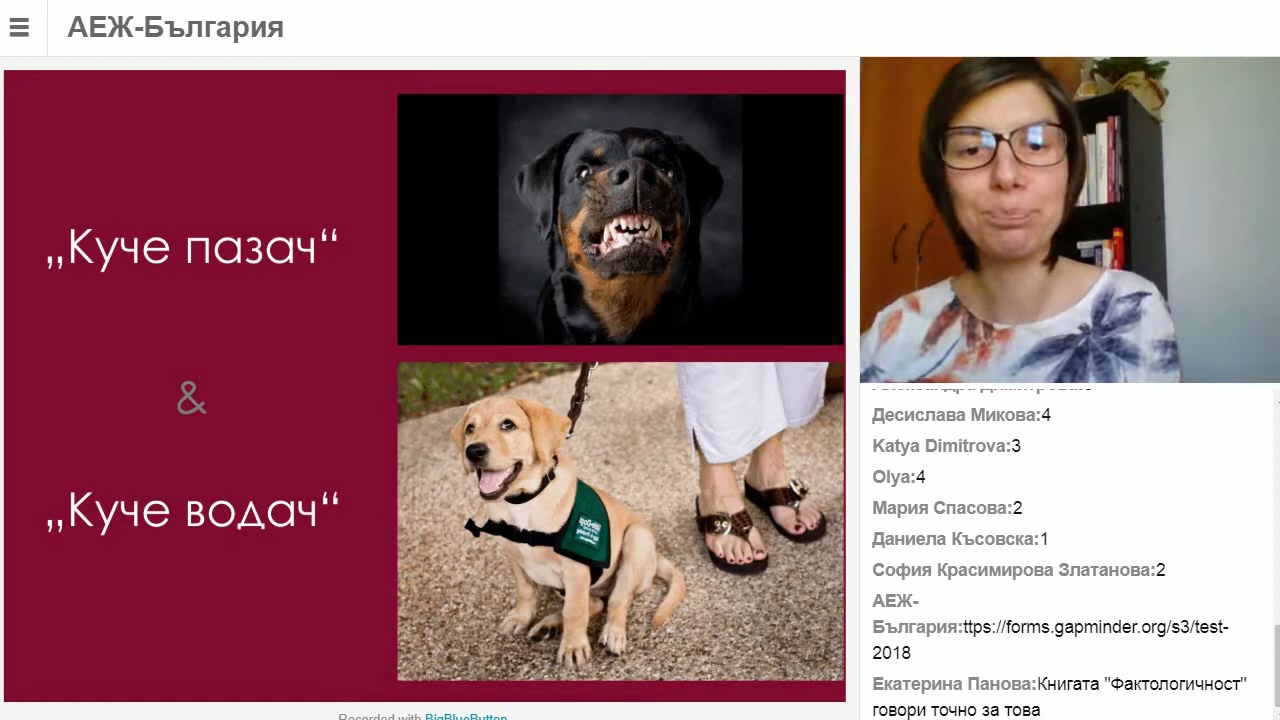 АЕЖ-България
„Куче пазач“
&
„Куче водач“
Десислава Микова:4
Katya Dimitrova:3
Olya:4
Мария Спасова:2
Даниела Късовска:1
София Красимирова Златанова:2
АЕЖ-
България:ttps://forms.gapminder.org/s3/test-
2018
Екатерина Панова:Книгата "Фактологичност"
говори точно за това
Recorded with BigBlueButton